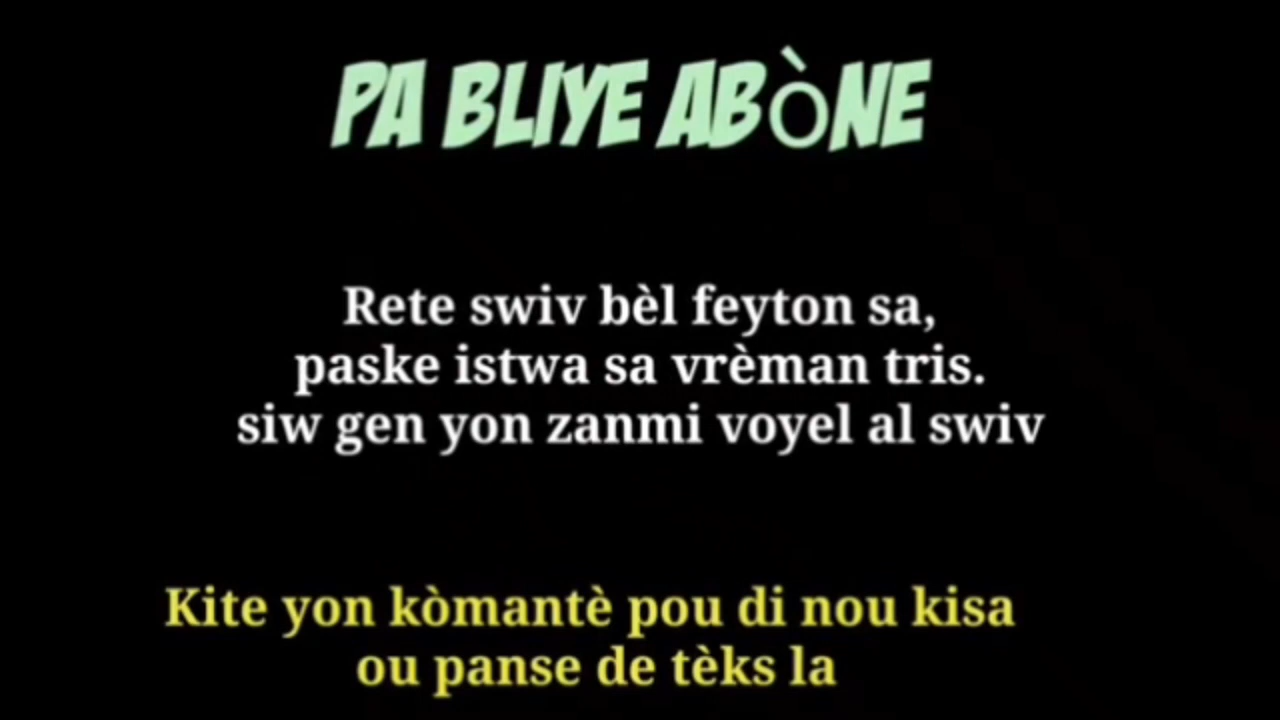 PA BLIYE ABÒNE
Rete swiv bèl feyton sa,
paske istwa sa vrèman tris.
siw gen yon zanmi voyel al swiv
Kite yon kòmantè pou di nou kisa
ou panse de tèks la